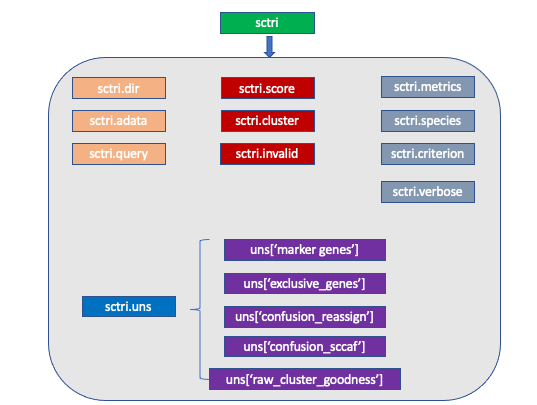 sctri
sctri.dir
sctri.adata
sctri.query
sctri.score
sctri.cluster
sctri.invalid
sctri.metrics
sctri.species
sctri.criterion
sctri.verbose
sctri.uns
uns[‘marker genes’]
uns[‘exclusive_genes’]
uns[‘confusion_reassign’]
uns[‘confusion_sccaf’]
uns[‘raw_cluster_goodness’]